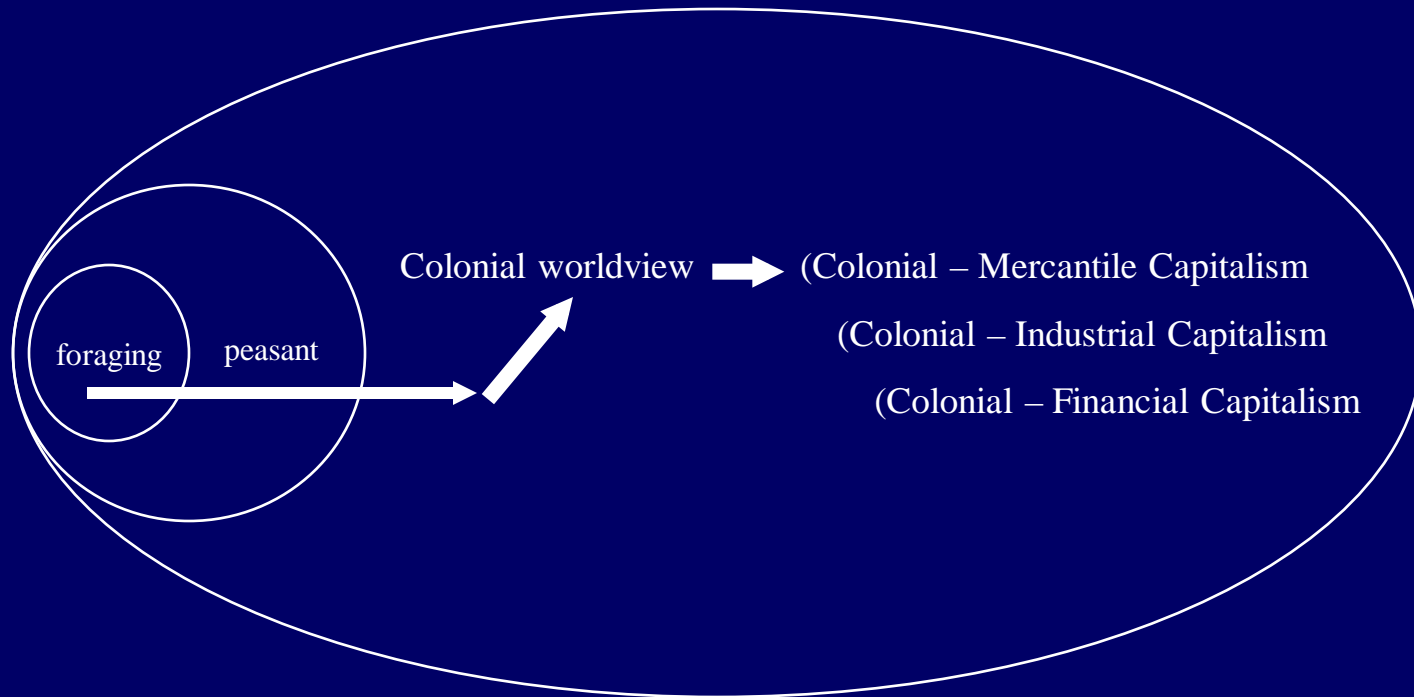 Colonial worldview (Colonial – Mercantile Capitalism
(Colonial – Industrial Capitalism
foraging peasant
(Colonial – Financial Capitalism